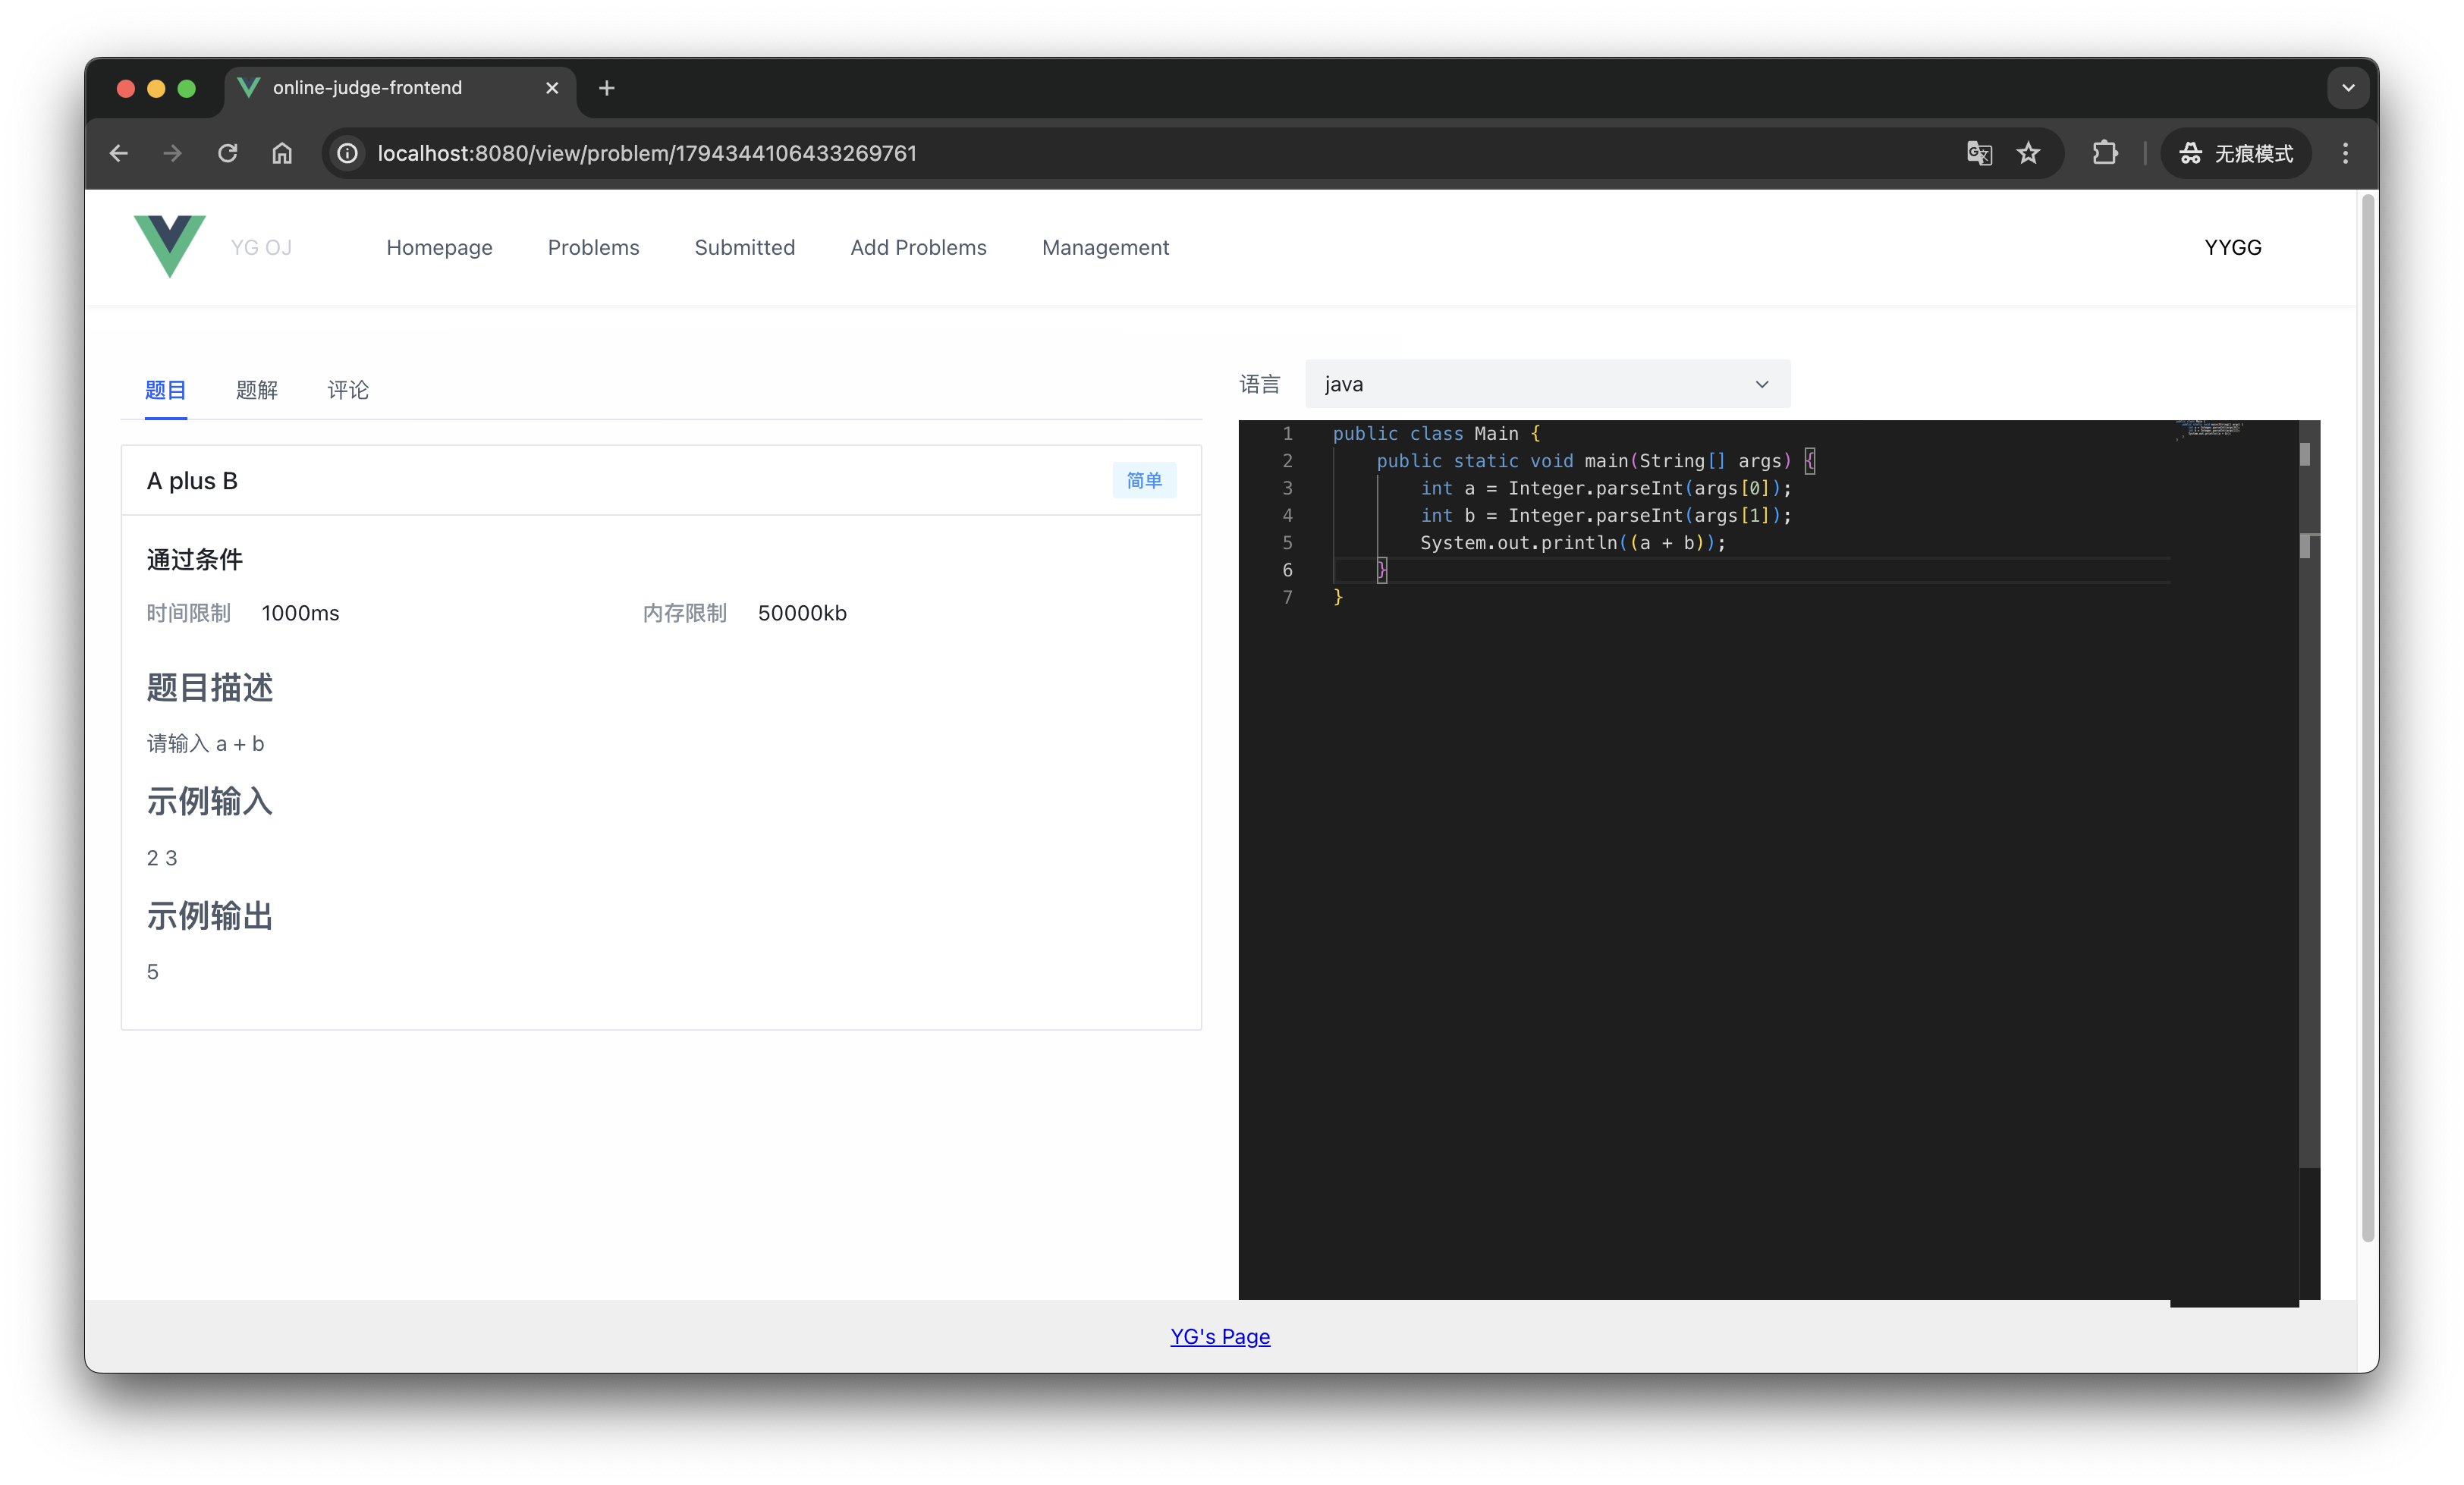 online-judge-frontend
localhost:8080/view/problem/1794344106433269761
无痕模式
YG OJ
Homepage
Problems
Submitted
Add Problems
Management
YYGG
题目
题解
评论
A plus B
简单
通过条件
时间限制 1000ms
内存限制 50000kb
题目描述
请输入 a + b
示例输入
2 3
示例输出
5
语言
java
1 public class Main {
2 public static void main(String[] args) {
3 int a = Integer.parseInt(args[0]);
4 int b = Integer.parseInt(args[1]);
5 System.out.println((a + b));
6 }
7 }
YG's Page